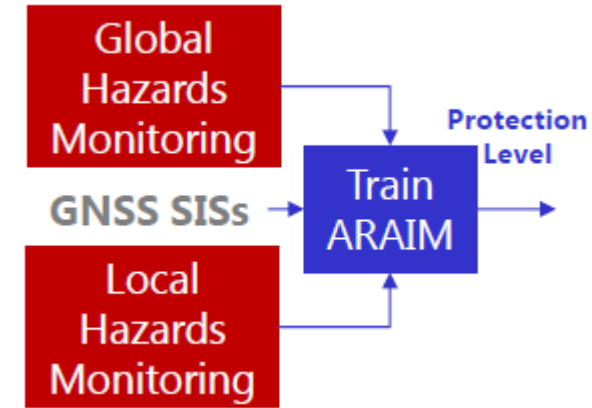 Global
Hazards
Monitoring
Protection
Level
GNSS SISs
Train
ARAIM
Local
Hazards
Monitoring